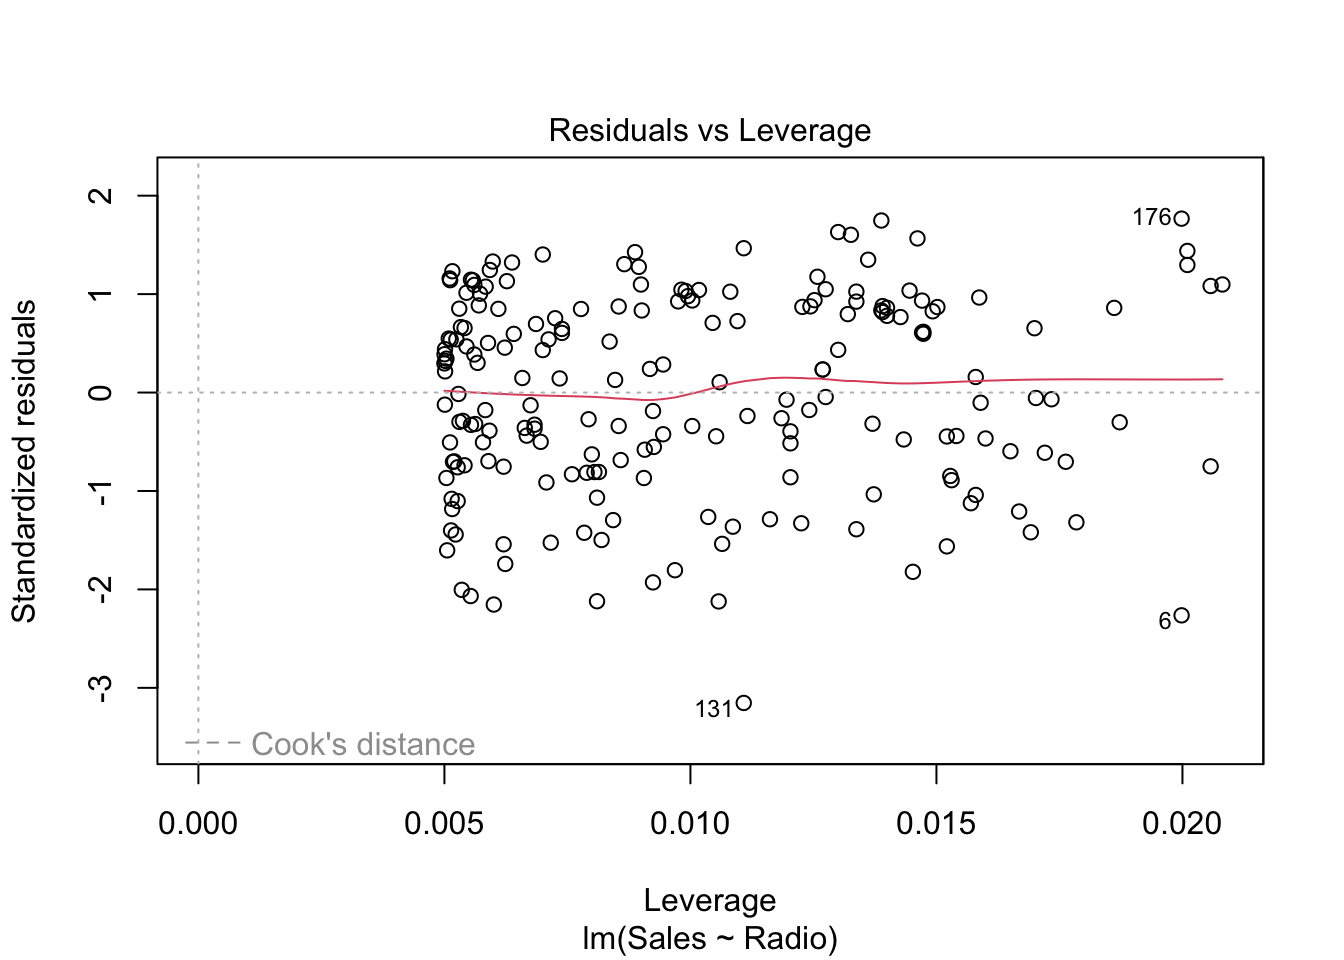 Residuals vs Leverage
Standardized residuals
2
1
0
-1
-2
-3
176
6
131
Cook's distance
0.000 0.005 0.010 0.015 0.020
Leverage
lm(Sales ~ Radio)